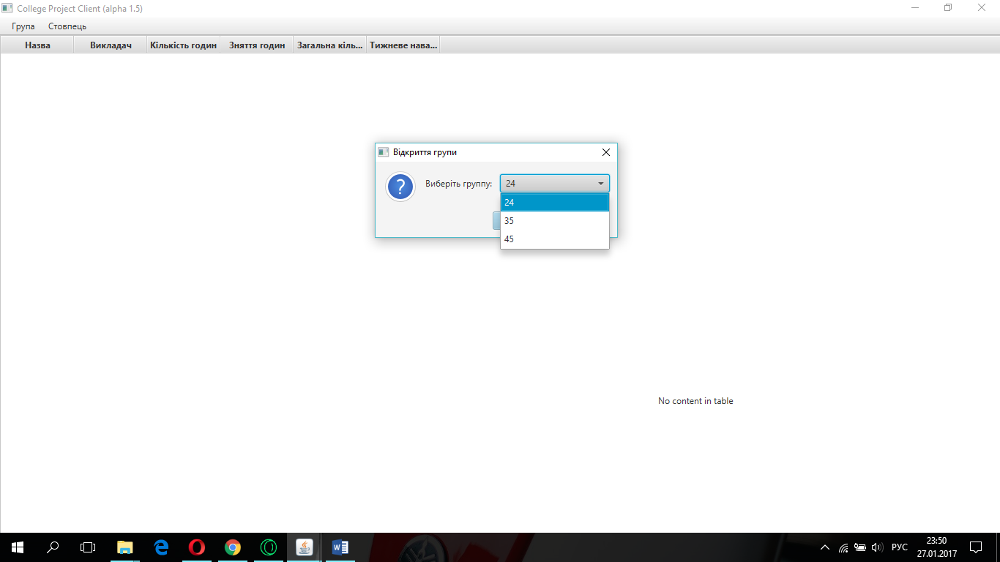 College Project Client (alpha 1.5)
Група Стовпець
Назва Викладач Кількість годин Зняття годин Загальна кіль... Тижневе нава...
Відкриття групи
Виберіть группу: 24
24
35
45
No content in table
РУС 23:50
27.01.2017